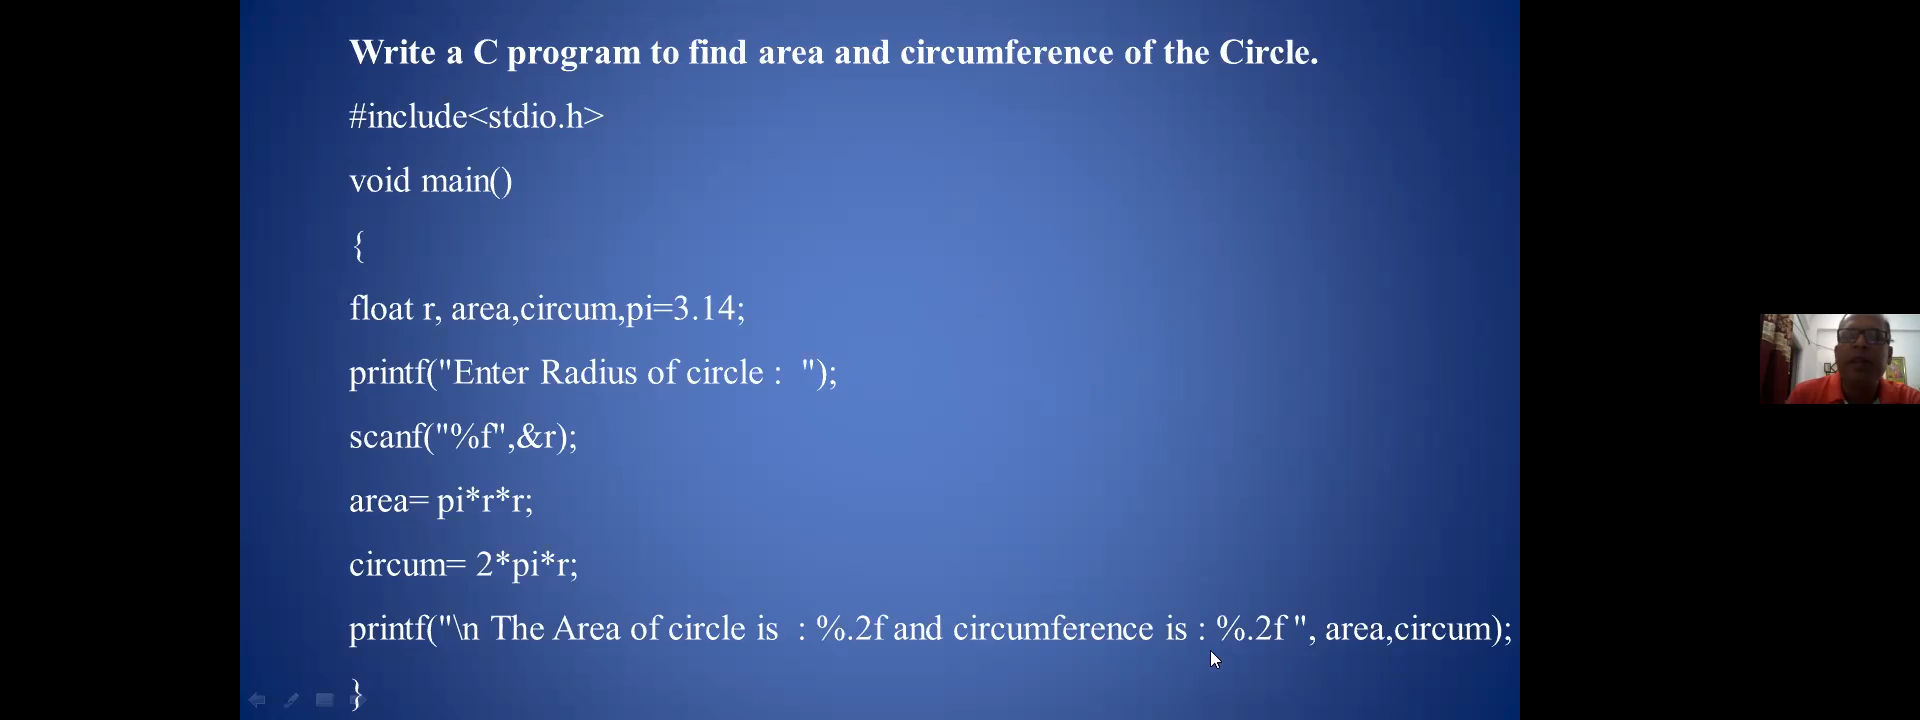 Write a C program to find area and circumference of the Circle.
#include<stdio.h>
void main()
{
float r, area,circum,pi=3.14;
printf("Enter Radius of circle :  ");
scanf("%f",&r);
area= pi*r*r;
circum= 2*pi*r;
printf("\n The Area of circle is  : %.2f and circumference is : %.2f ", area,circum);
}